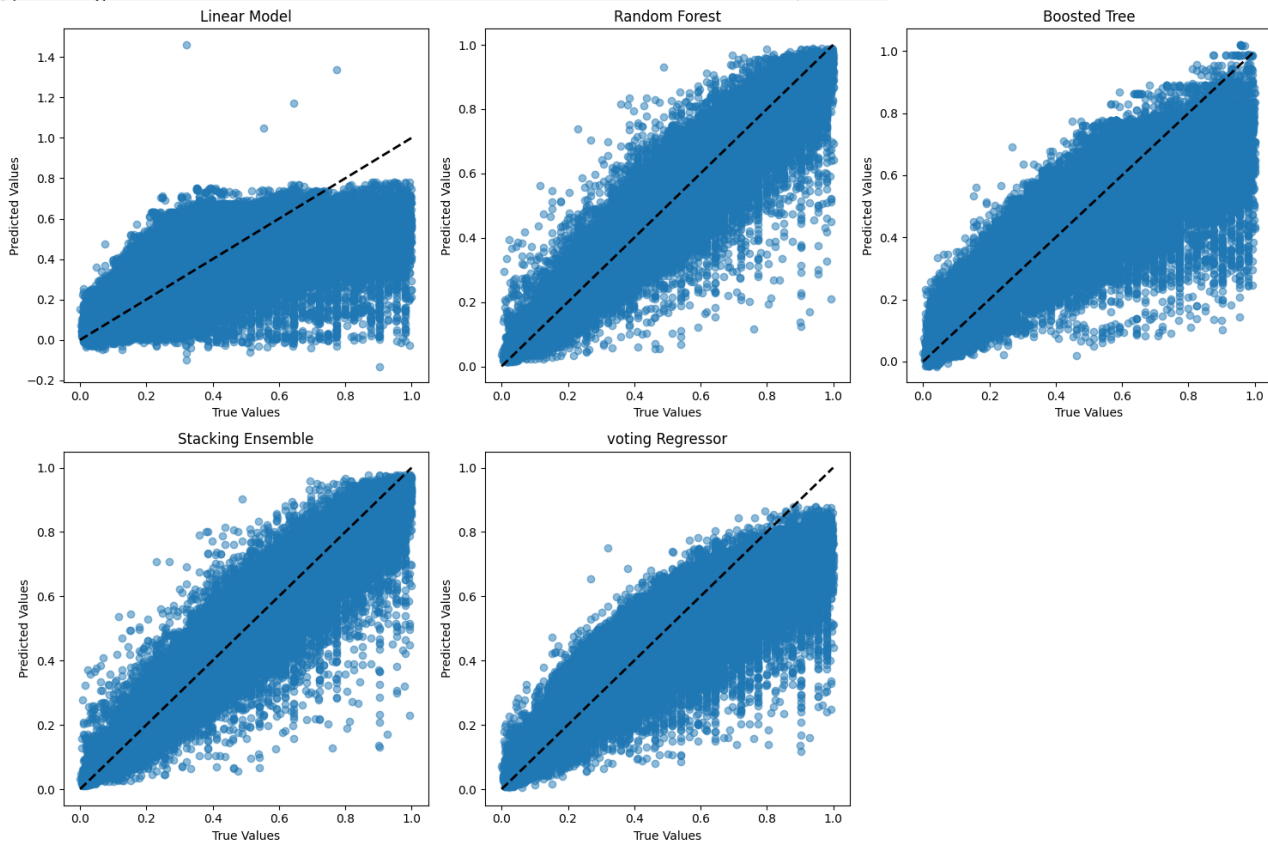 Linear Model
Predicted Values
1.4
1.2
1.0
0.8
0.6
0.4
0.2
0.0
−0.2
0.0 0.2 0.4 0.6 0.8 1.0
True Values
Random Forest
Predicted Values
1.0
0.8
0.6
0.4
0.2
0.0
0.0 0.2 0.4 0.6 0.8 1.0
True Values
Boosted Tree
Predicted Values
1.0
0.8
0.6
0.4
0.2
0.0
0.0 0.2 0.4 0.6 0.8 1.0
True Values
Stacking Ensemble
Predicted Values
1.0
0.8
0.6
0.4
0.2
0.0
0.0 0.2 0.4 0.6 0.8 1.0
True Values
voting Regressor
Predicted Values
1.0
0.8
0.6
0.4
0.2
0.0
0.0 0.2 0.4 0.6 0.8 1.0
True Values